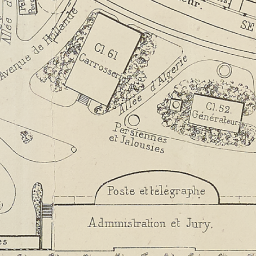 Allée d
Avenue de Hollande
Cl. 61
Carrosserie
Allée d'Algérie
Cl. 52
Générateurs
Persiennes
et Jalousies
Poste et télégraphe
Administration et Jury.